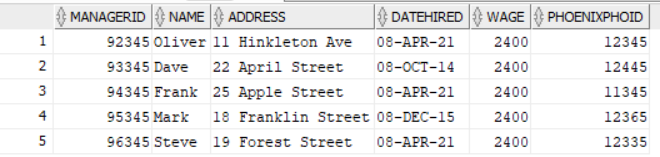 MANAGERID NAME ADDRESS DATEHIRED WAGE PHOENIXPHOID
1 92345 Oliver 11 Hinkleton Ave 08-APR-21 2400 12345
2 93345 Dave 22 April Street 08-OCT-14 2400 12445
3 94345 Frank 25 Apple Street 08-APR-21 2400 11345
4 95345 Mark 18 Franklin Street 08-DEC-15 2400 12365
5 96345 Steve 19 Forest Street 08-APR-21 2400 12335